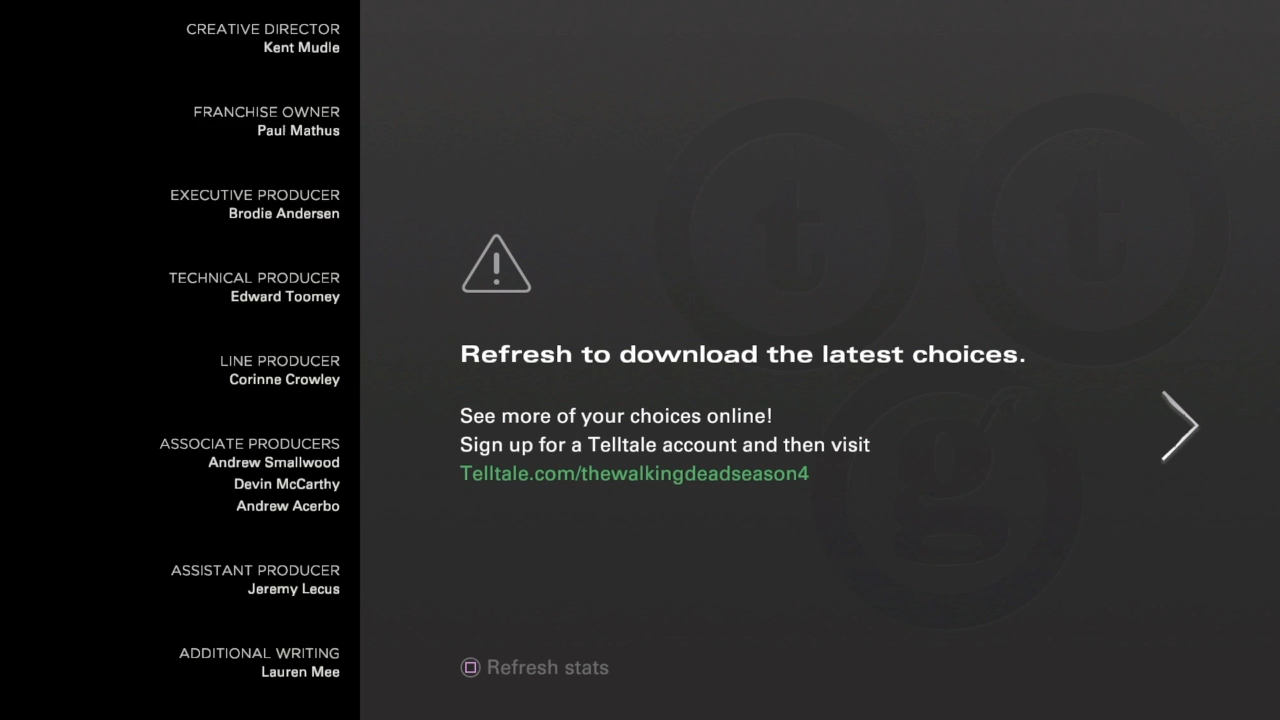 CREATIVE DIRECTOR
Kent Mudle
FRANCHISE OWNER
Paul Mathus
EXECUTIVE PRODUCER
Brodie Andersen
TECHNICAL PRODUCER
Edward Toomey
LINE PRODUCER
Corinne Crowley
ASSOCIATE PRODUCERS
Andrew Smallwood
Devin McCarthy
Andrew Acerbo
ASSISTANT PRODUCER
Jeremy Lecus
ADDITIONAL WRITING
Lauren Mee
t t
g
Refresh to download the latest choices.
See more of your choices online!
Sign up for a Telltale account and then visit
Telltale.com/thewalkingdeadseason4
Refresh stats